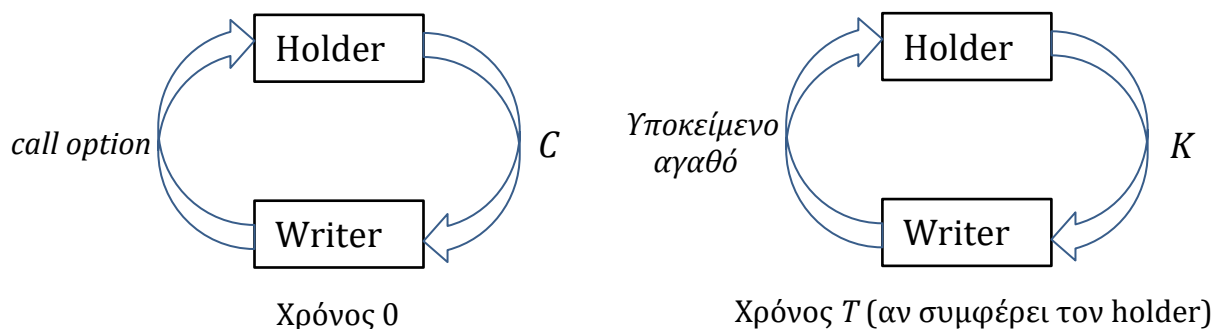 Holder
call option
C
Writer
Χρόνος 0
Holder
Υποκείμενο
αγαθό
K
Writer
Χρόνος T (αν συμφέρει τον holder)